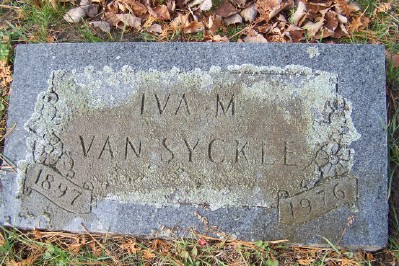 IVA M.
VAN SYCKLE
1897 1976